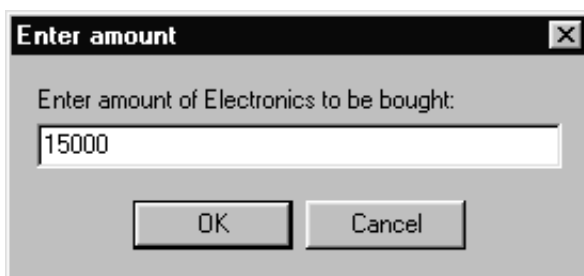 Enter amount
Enter amount of Electronics to be bought:
15000
OK
Cancel